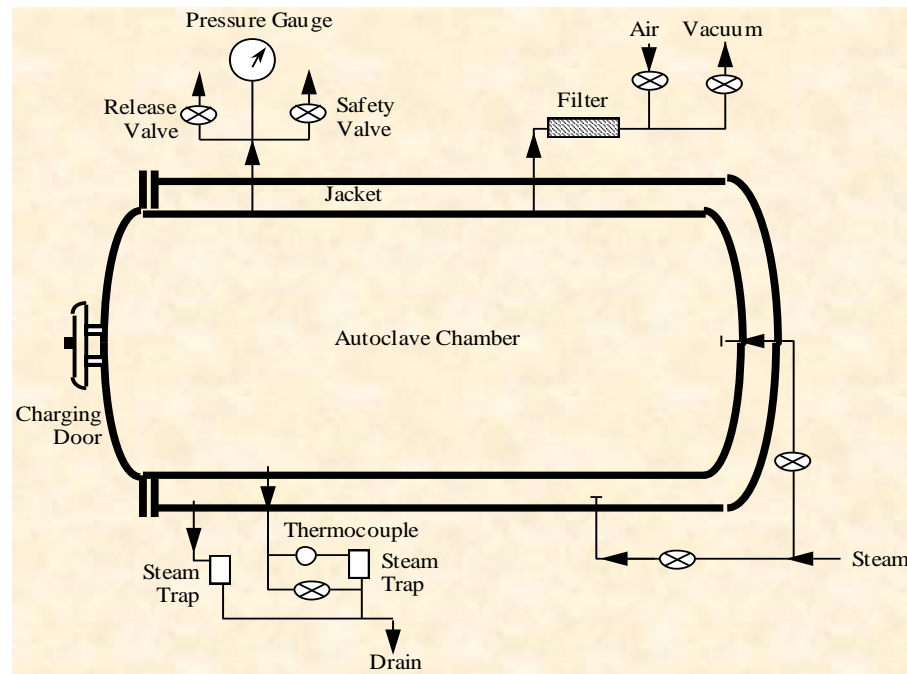 Pressure Gauge
Air
Vacuum
Release
Valve
Safety
Valve
Filter
Jacket
Autoclave Chamber
Charging
Door
Thermocouple
Steam
Trap
Steam
Trap
Steam
Drain